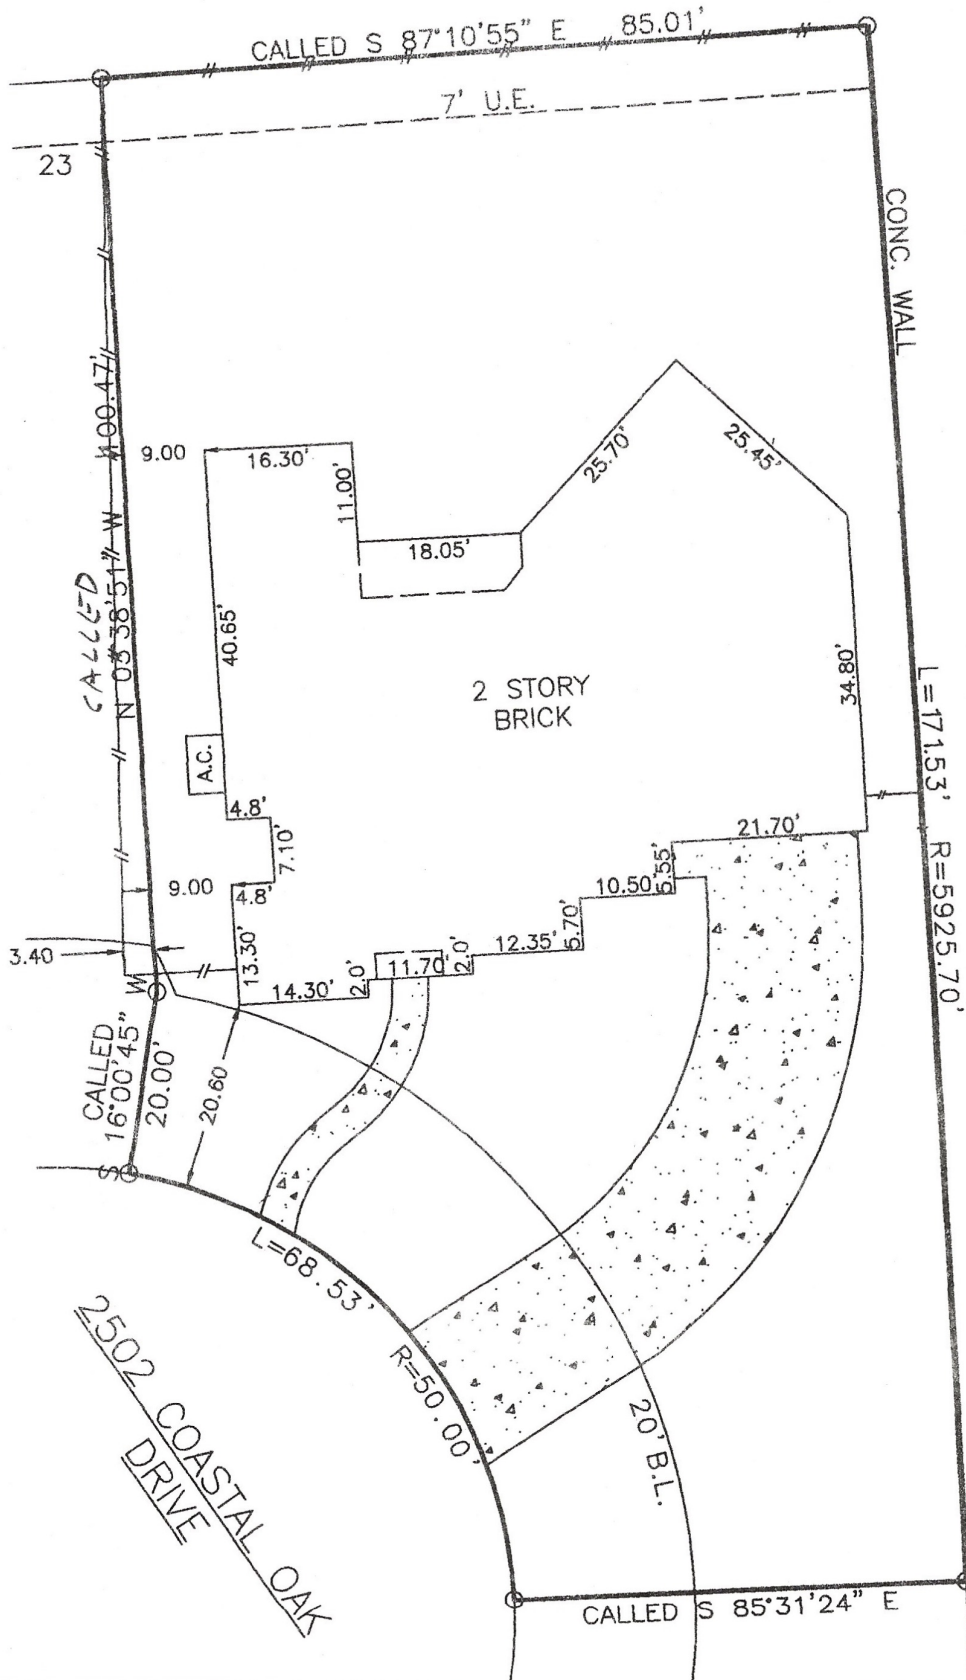 CALLED S 87°10'55" E 85.01'
7' U.E.
23
CONC. WALL
CALLED
N 03°38'51" W 100.47'
9.00
16.30'
11.00'
18.05'
25.70'
25.45'
40.65'
2 STORY
BRICK
34.80'
A.C.
4.8'
7.10'
9.00
4.8'
13.30'
21.70'
5.55'
10.50'
5.70'
12.35'
2.0'
11.70'
2.0'
14.30'
3.40
L=171.53' R=5925.70'
CALLED
S 16°00'45" W
20.00'
20.60
L=68.53'
R=50.00'
20' B.L.
2502 COASTAL OAK
DRIVE
CALLED S 85°31'24" E